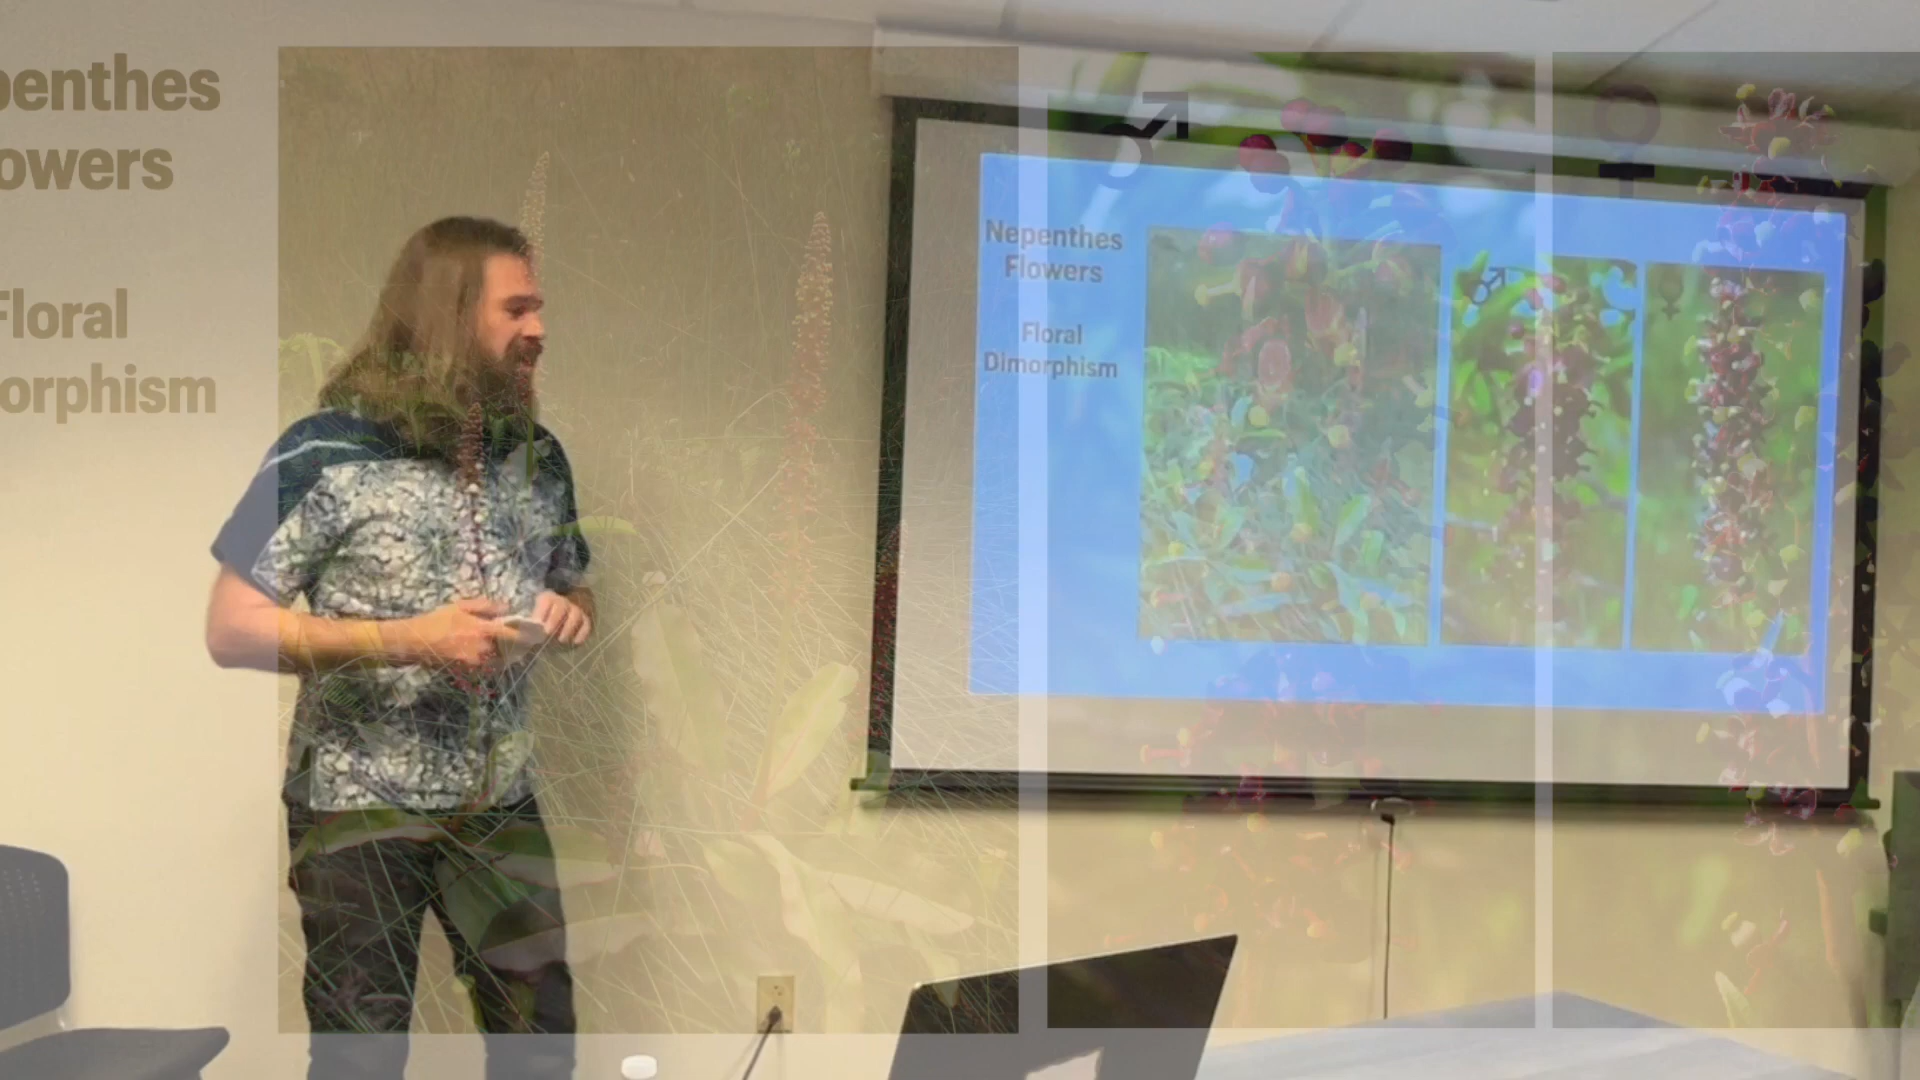 penthes
owers
Floral
orphism
♂
♀
Nepenthes
Flowers
Floral
Dimorphism
♂
♀